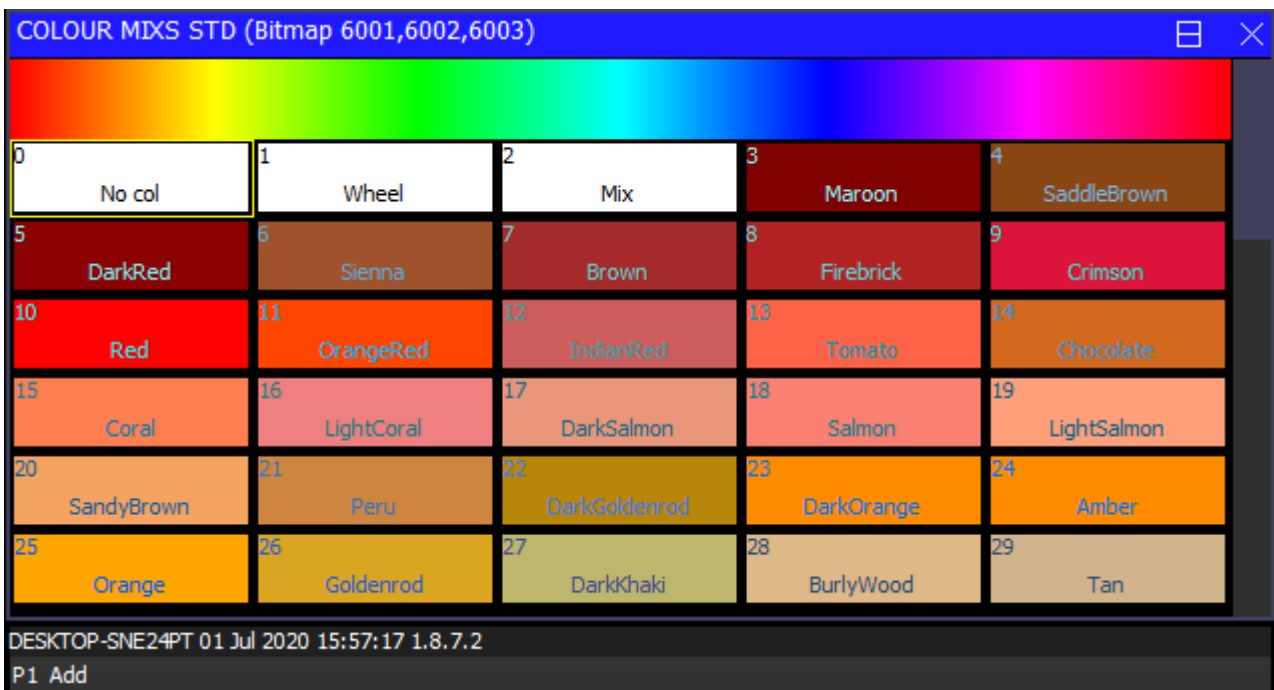 COLOUR MIXS STD (Bitmap 6001,6002,6003)
0 1 2 3 4
No col Wheel Mix Maroon SaddleBrown
5 6 7 8 9
DarkRed Sienna Brown Firebrick Crimson
10 11 12 13 14
Red OrangeRed IndianRed Tomato Chocolate
15 16 17 18 19
Coral LightCoral DarkSalmon Salmon LightSalmon
20 21 22 23 24
SandyBrown Peru DarkGoldenrod DarkOrange Amber
25 26 27 28 29
Orange Goldenrod DarkKhaki BurlyWood Tan
DESKTOP-SNE24PT 01 Jul 2020 15:57:17 1.8.7.2
P1 Add